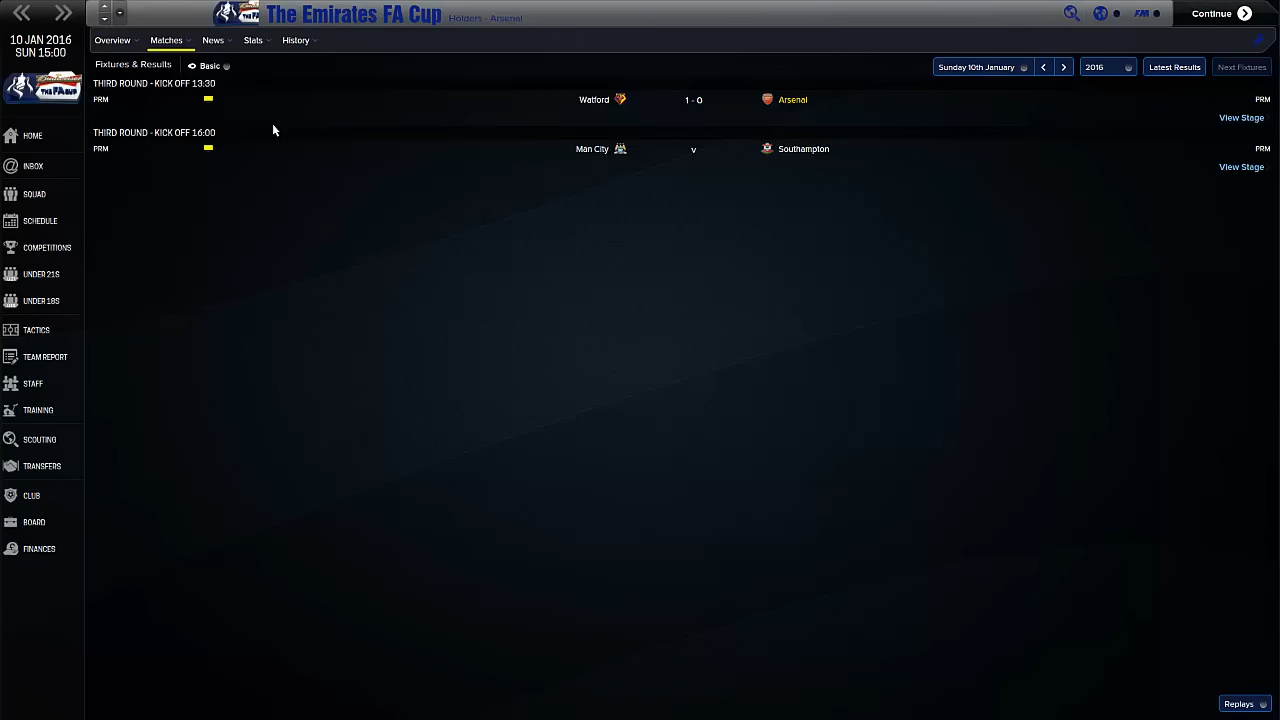 The Emirates FA Cup Holders - Arsenal
FM
Continue
10 JAN 2016
SUN 15:00
Overview Matches News Stats History
Fixtures & Results Basic
Sunday 10th January 2016 Latest Results Next Fixtures
THE FA CUP
THIRD ROUND - KICK OFF 13:30
PRM Watford 1 - 0 Arsenal PRM
View Stage
THIRD ROUND - KICK OFF 16:00
PRM Man City v Southampton PRM
View Stage
HOME
INBOX
SQUAD
SCHEDULE
COMPETITIONS
UNDER 21S
UNDER 18S
TACTICS
TEAM REPORT
STAFF
TRAINING
SCOUTING
TRANSFERS
CLUB
BOARD
FINANCES
Replays